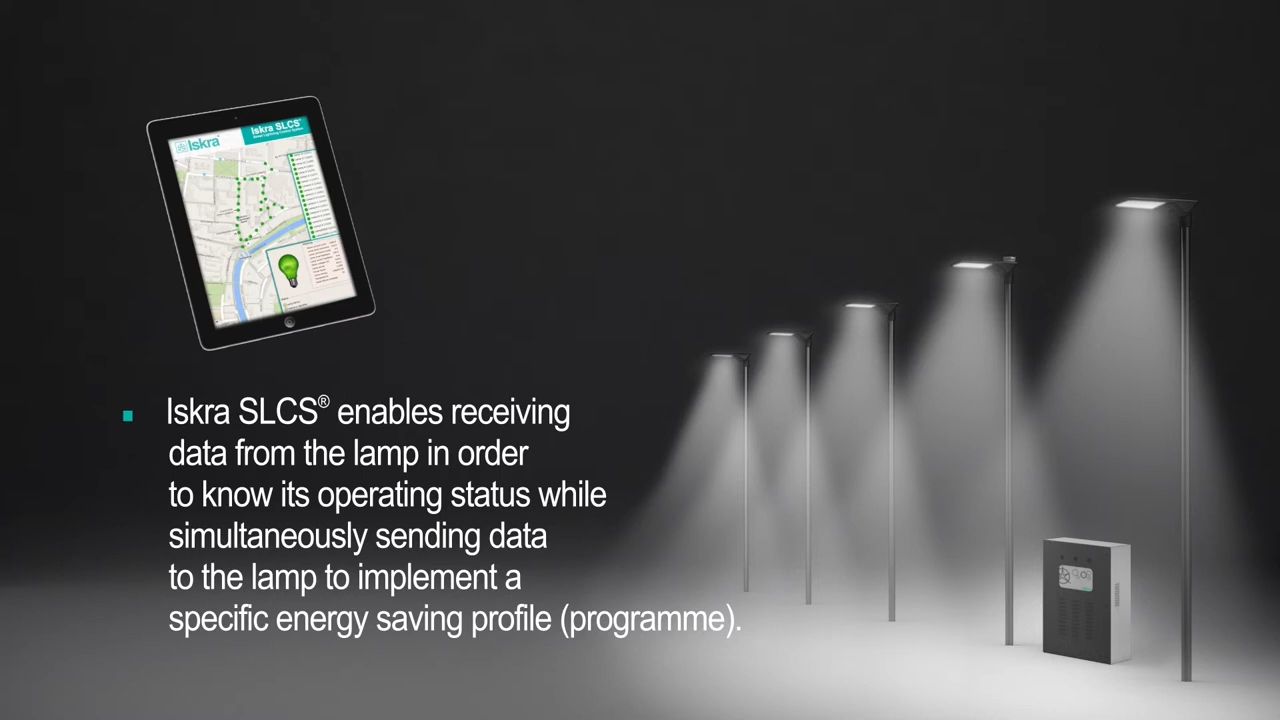 Iskra
Iskra SLCS®
Iskra SLCS® enables receiving
data from the lamp in order
to know its operating status while
simultaneously sending data
to the lamp to implement a
specific energy saving profile (programme).